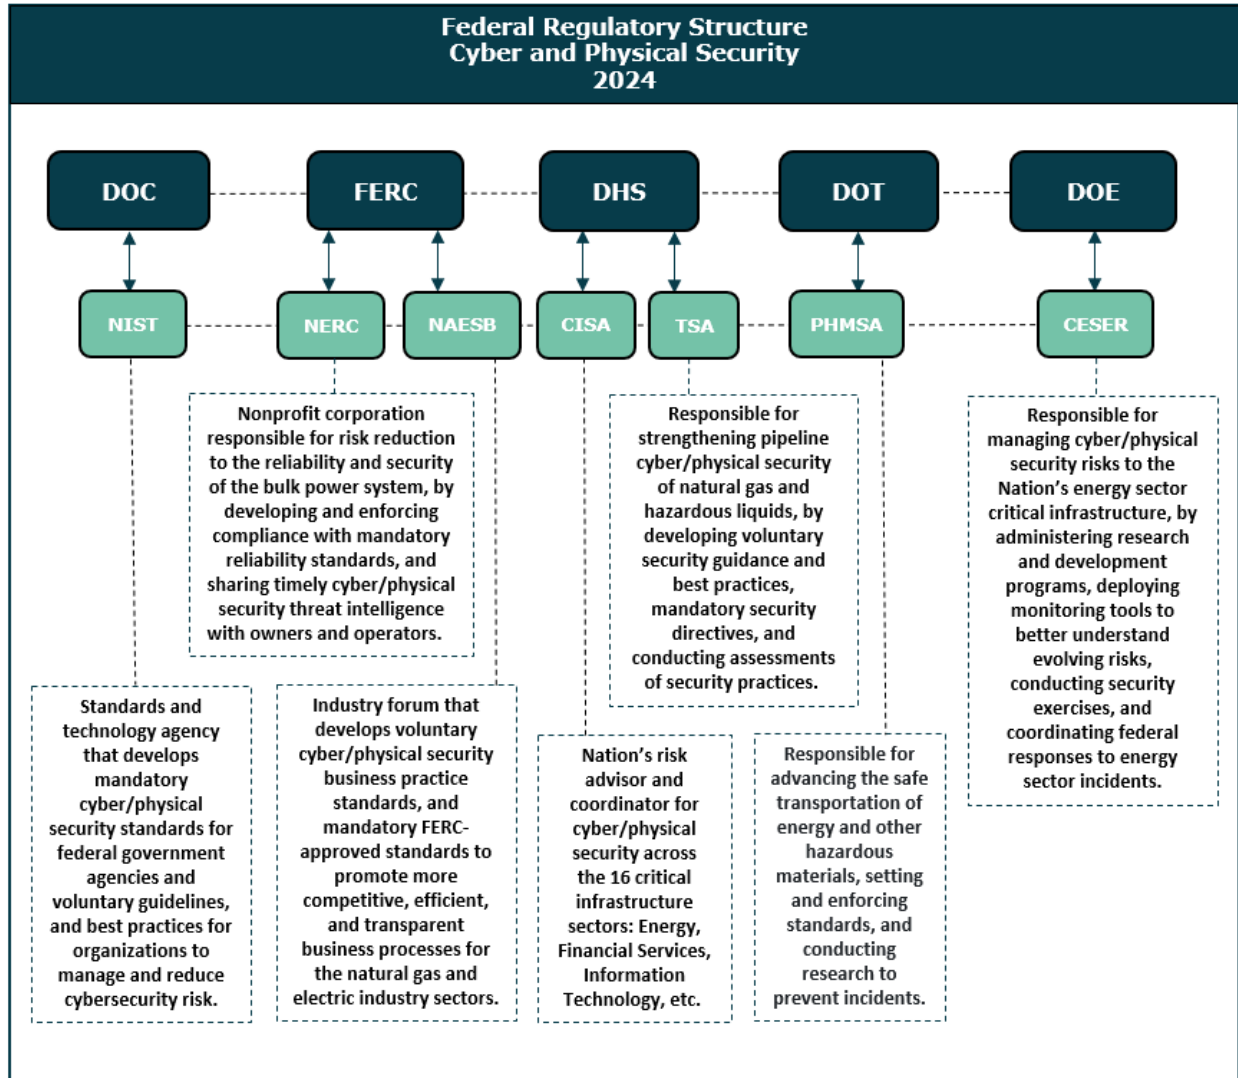 Federal Regulatory Structure
Cyber and Physical Security
2024
DOC
FERC
DHS
DOT
DOE
NIST
NERC
NAESB
CISA
TSA
PHMSA
CESER
Nonprofit corporation
responsible for risk reduction
to the reliability and security
of the bulk power system, by
developing and enforcing
compliance with mandatory
reliability standards, and
sharing timely cyber/physical
security threat intelligence
with owners and operators.
Responsible for
strengthening pipeline
cyber/physical security
of natural gas and
hazardous liquids, by
developing voluntary
security guidance and
best practices,
mandatory security
directives, and
conducting assessments
of security practices.
Responsible for
managing cyber/physical
security risks to the
Nation’s energy sector
critical infrastructure, by
administering research
and development
programs, deploying
monitoring tools to
better understand
evolving risks,
conducting security
exercises, and
coordinating federal
responses to energy
sector incidents.
Standards and
technology agency
that develops
mandatory
cyber/physical
security standards for
federal government
agencies and
voluntary guidelines,
and best practices for
organizations to
manage and reduce
cybersecurity risk.
Industry forum that
develops voluntary
cyber/physical security
business practice
standards, and
mandatory FERC-
approved standards to
promote more
competitive, efficient,
and transparent
business processes for
the natural gas and
electric industry sectors.
Nation’s risk
advisor and
coordinator for
cyber/physical
security across
the 16 critical
infrastructure
sectors: Energy,
Financial Services,
Information
Technology, etc.
Responsible for
advancing the safe
transportation of
energy and other
hazardous
materials, setting
and enforcing
standards, and
conducting
research to
prevent incidents.